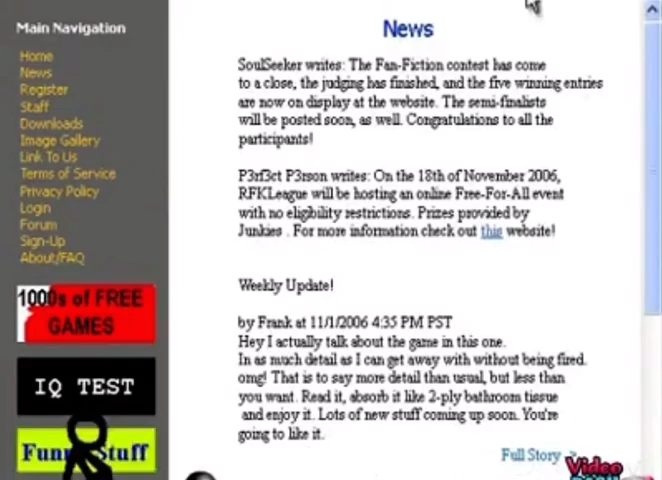 Main Navigation
Home
News
Register
Staff
Downloads
Image Gallery
Link To Us
Terms of Service
Privacy Policy
Login
Forum
Sign-Up
About/FAQ
1000s of FREE
GAMES
IQ TEST
Stuff
News
SoulSeeker writes: The Fan-Fiction contest has come
to a close, the judging has finished, and the five winning entries
are now on display at the website. The semi-finalists
will be posted soon, as well. Congratulations to all the
participants!
P3rf3ct P3rson writes: On the 18th of November 2006,
RFKLeague will be hosting an online Free-For-All event
with no eligibility restrictions. Prizes provided by
Junkies . For more information check out this website!
Weekly Update!
by Frank at 11/1/2006 4:35 PM PST
Hey I actually talk about the game in this one.
In as much detail as I can get away with without being fired.
omg! That is to say more detail than usual, but less than
you want. Read it, absorb it like 2-ply bathroom tissue
and enjoy it. Lots of new stuff coming up soon. You're
going to like it.
Full Story >
Video